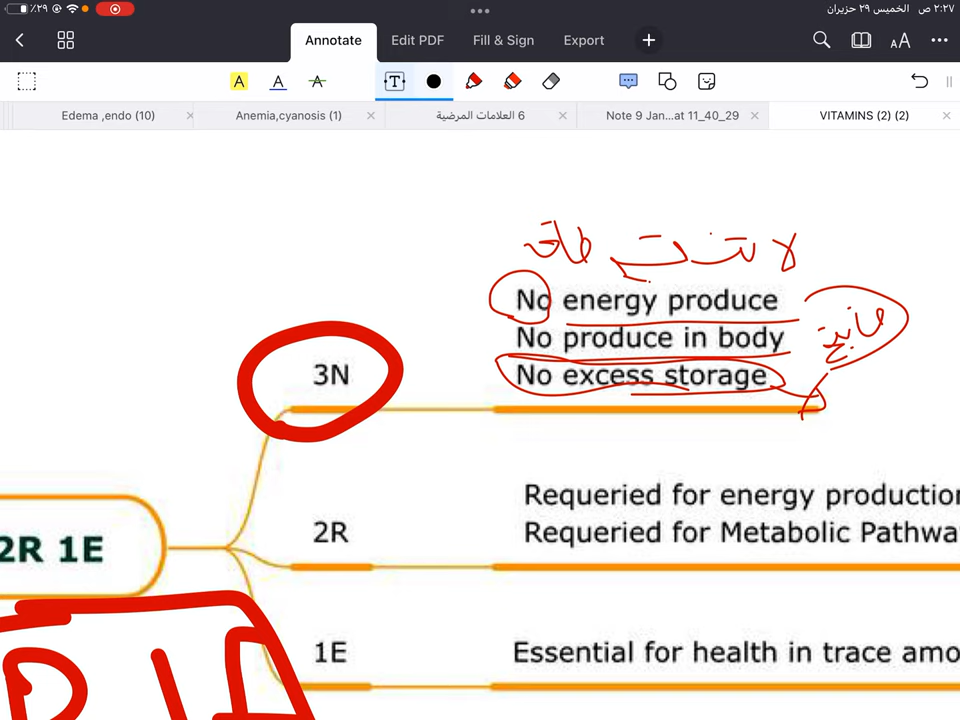 ٪٢٩
٢:٢٧ ص الخميس ٢٩ حزيران
Annotate
Edit PDF
Fill & Sign
Export
Edema ,endo (10)
Anemia,cyanosis (1)
6 العلامات المرضية
Note 9 Jan...at 11_40_29
VITAMINS (2) (2)
لا تنتج طاقة
No energy produce
No produce in body
No excess storage
3N
2R 1E
2R
Requeried for energy production
Requeried for Metabolic Pathwa
1E
Essential for health in trace amo